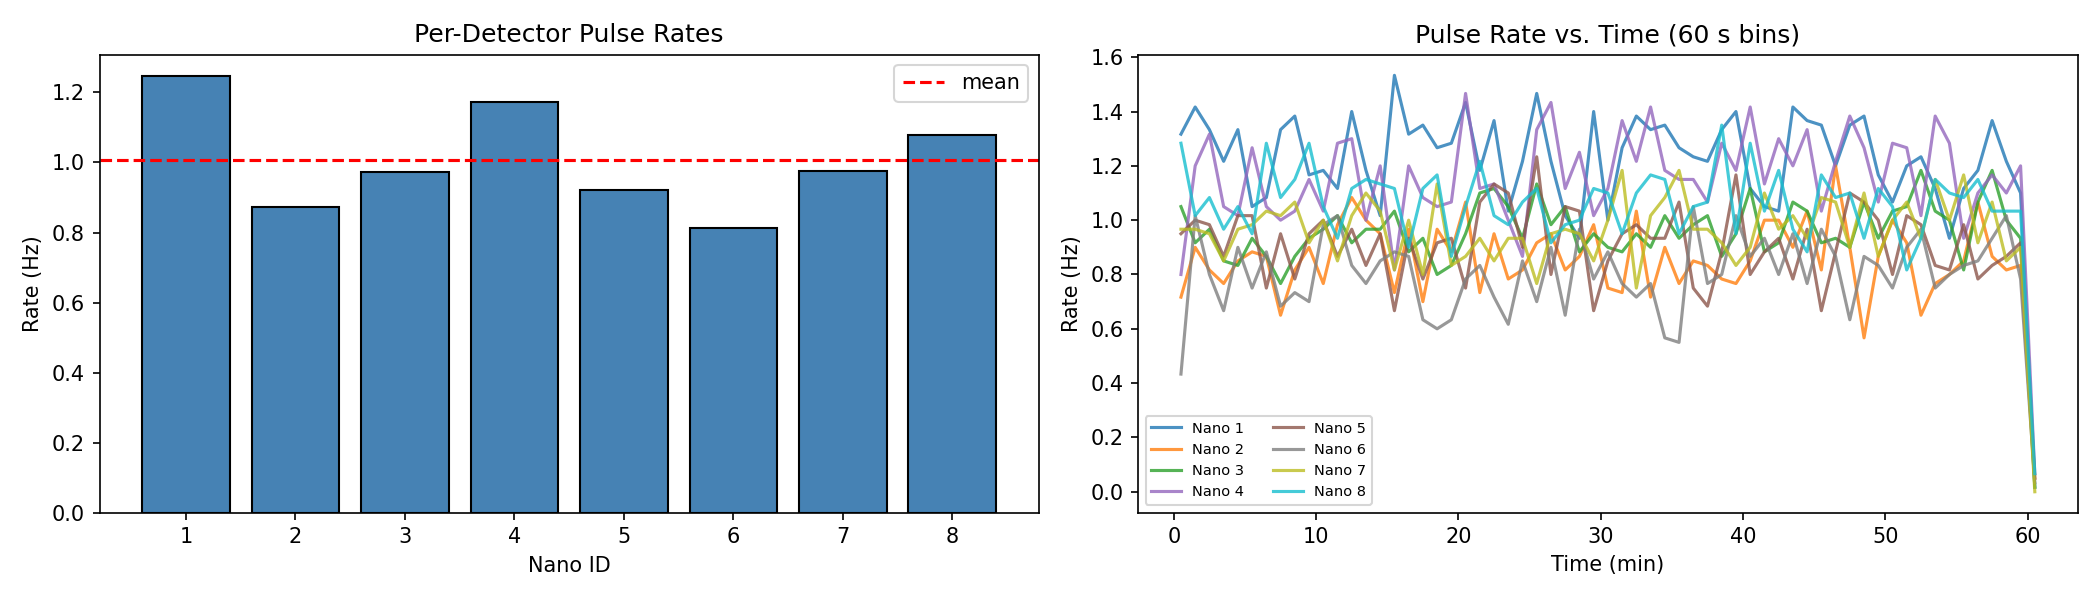 Per-Detector Pulse Rates
Rate (Hz)
1.2
1.0
0.8
0.6
0.4
0.2
0.0
mean
1 2 3 4 5 6 7 8
Nano ID
Pulse Rate vs. Time (60 s bins)
Rate (Hz)
1.6
1.4
1.2
1.0
0.8
0.6
0.4
0.2
0.0
Nano 1 Nano 5
Nano 2 Nano 6
Nano 3 Nano 7
Nano 4 Nano 8
0 10 20 30 40 50 60
Time (min)